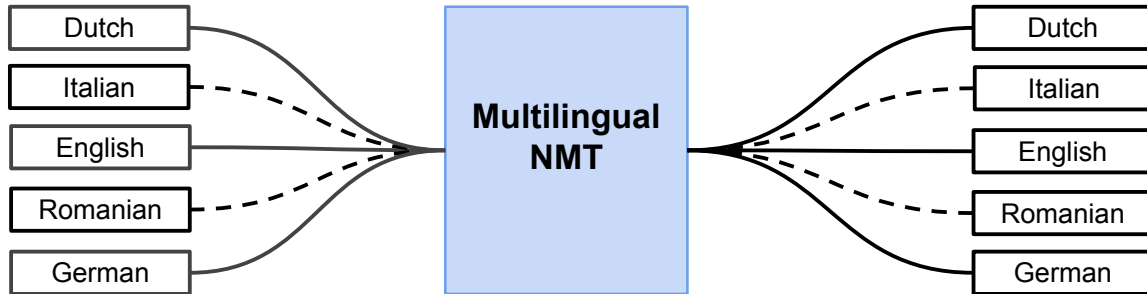 Dutch
Italian
English
Romanian
German
Multilingual
NMT
Dutch
Italian
English
Romanian
German